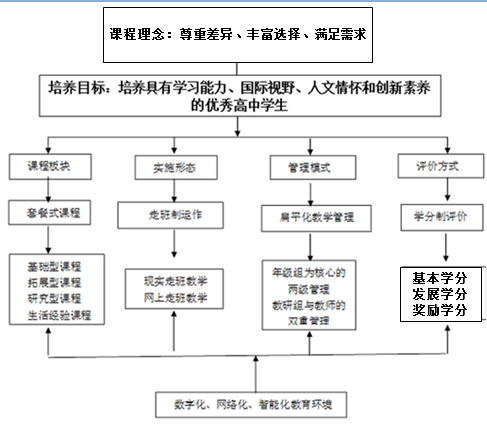 课程理念：尊重差异、丰富选择、满足需求
培养目标：培养具有学习能力、国际视野、人文情怀和创新素养
的优秀高中学生
课程板块
实施形态
管理模式
评价方式
套餐式课程
走班制运作
扁平化教学管理
学分制评价
基础型课程
拓展型课程
研究型课程
生活经验课程
现实走班教学
网上走班教学
年级组为核心的
两级管理
教研组与教师的
双重管理
基本学分
发展学分
奖励学分
数字化、网络化、智能化教育环境